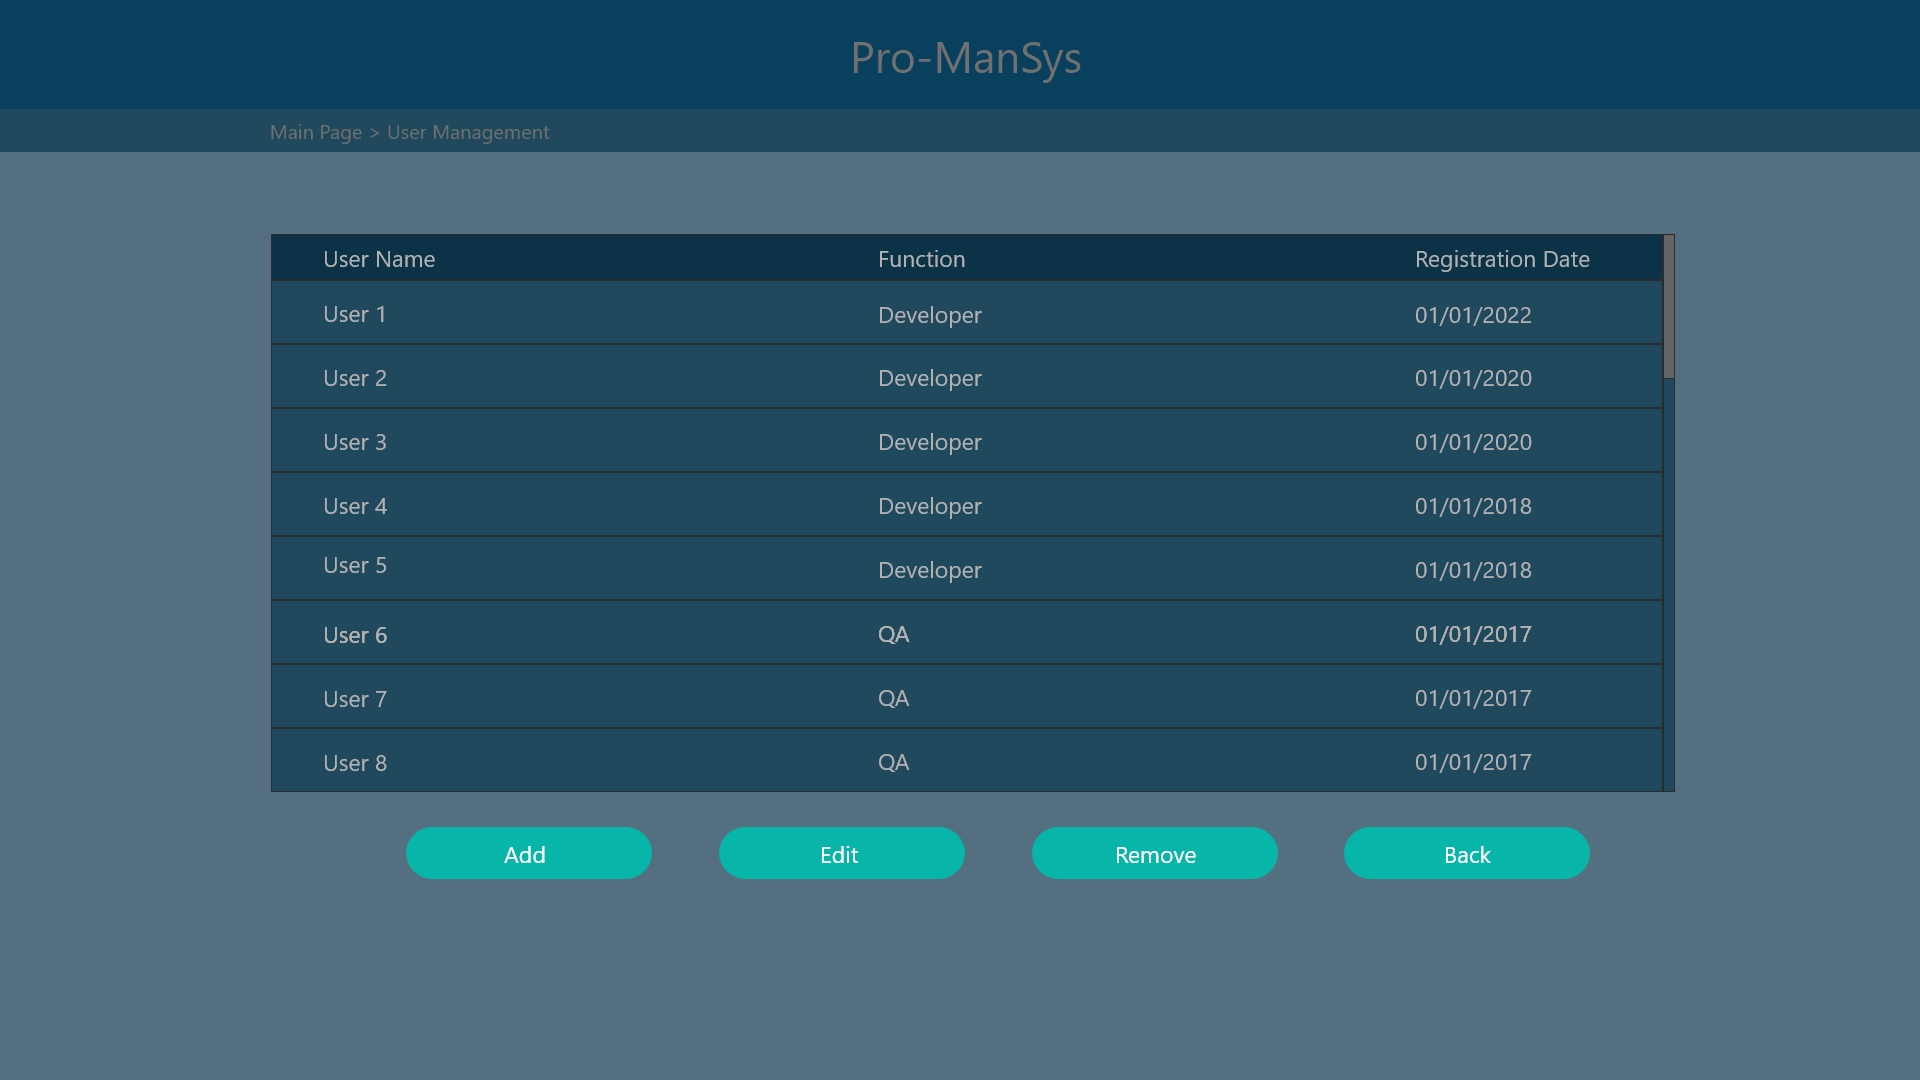 Pro-ManSys
Main Page > User Management
User Name Function Registration Date
User 1 Developer 01/01/2022
User 2 Developer 01/01/2020
User 3 Developer 01/01/2020
User 4 Developer 01/01/2018
User 5 Developer 01/01/2018
User 6 QA 01/01/2017
User 7 QA 01/01/2017
User 8 QA 01/01/2017
Add Edit Remove Back